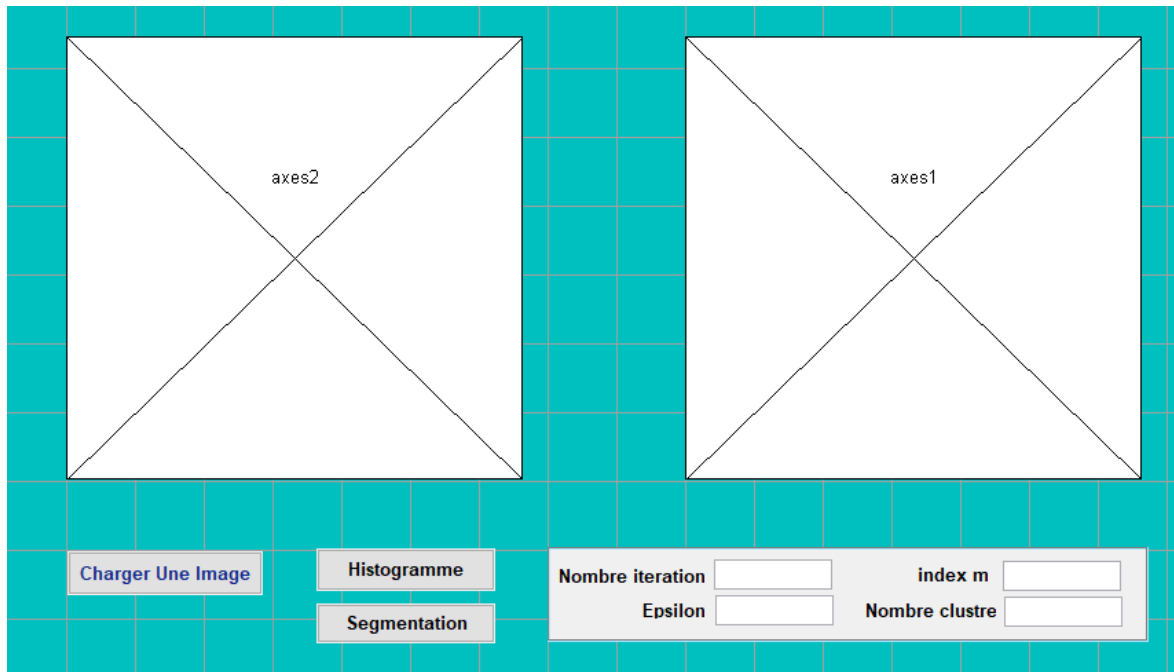 axes2
axes1
Charger Une Image
Histogramme
Segmentation
Nombre iteration
index m
Epsilon
Nombre clustre